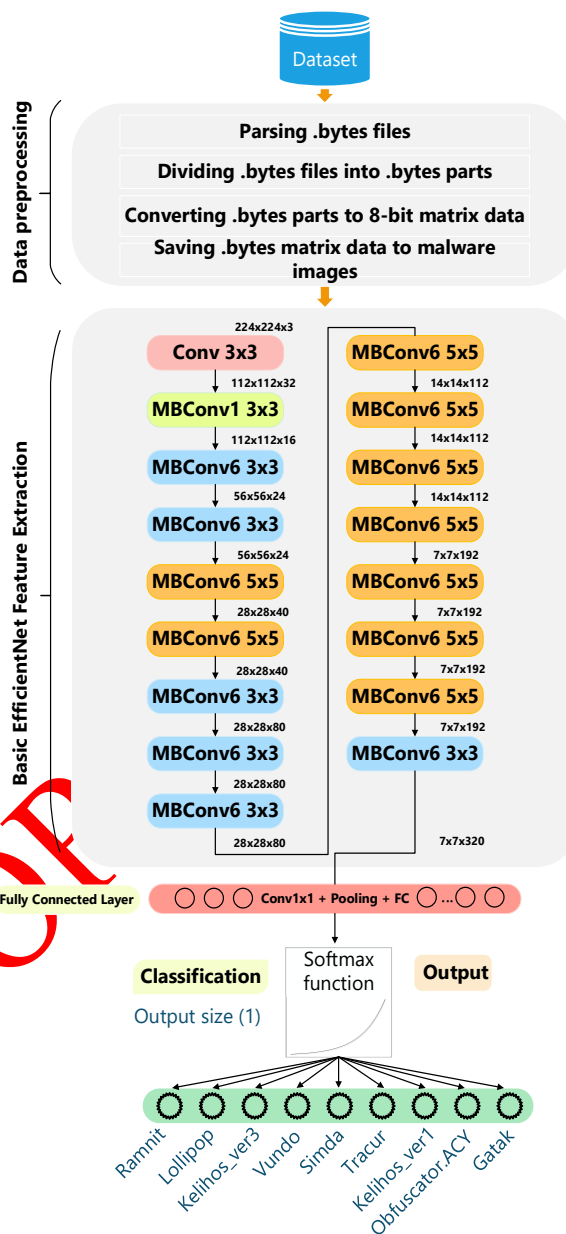 Dataset
Data preprocessing
Parsing .bytes files
Dividing .bytes files into .bytes parts
Converting .bytes parts to 8-bit matrix data
Saving .bytes matrix data to malware
images
Basic EfficientNet Feature Extraction
224x224x3
Conv 3x3
112x112x32
MBConv1 3x3
112x112x16
MBConv6 3x3
56x56x24
MBConv6 3x3
56x56x24
MBConv6 5x5
28x28x40
MBConv6 5x5
28x28x40
MBConv6 3x3
28x28x80
MBConv6 3x3
28x28x80
MBConv6 3x3
28x28x80
MBConv6 5x5
14x14x112
MBConv6 5x5
14x14x112
MBConv6 5x5
14x14x112
MBConv6 5x5
7x7x192
MBConv6 5x5
7x7x192
MBConv6 5x5
7x7x192
MBConv6 5x5
7x7x192
MBConv6 3x3
7x7x320
Fully Connected Layer
Conv1x1 + Pooling + FC
...
Classification
Output size (1)
Softmax
function
Output
Ramnit
Lollipop
Kelihos_ver3
Vundo
Simda
Tracur
Kelihos_ver1
Obfuscator.ACY
Gatak